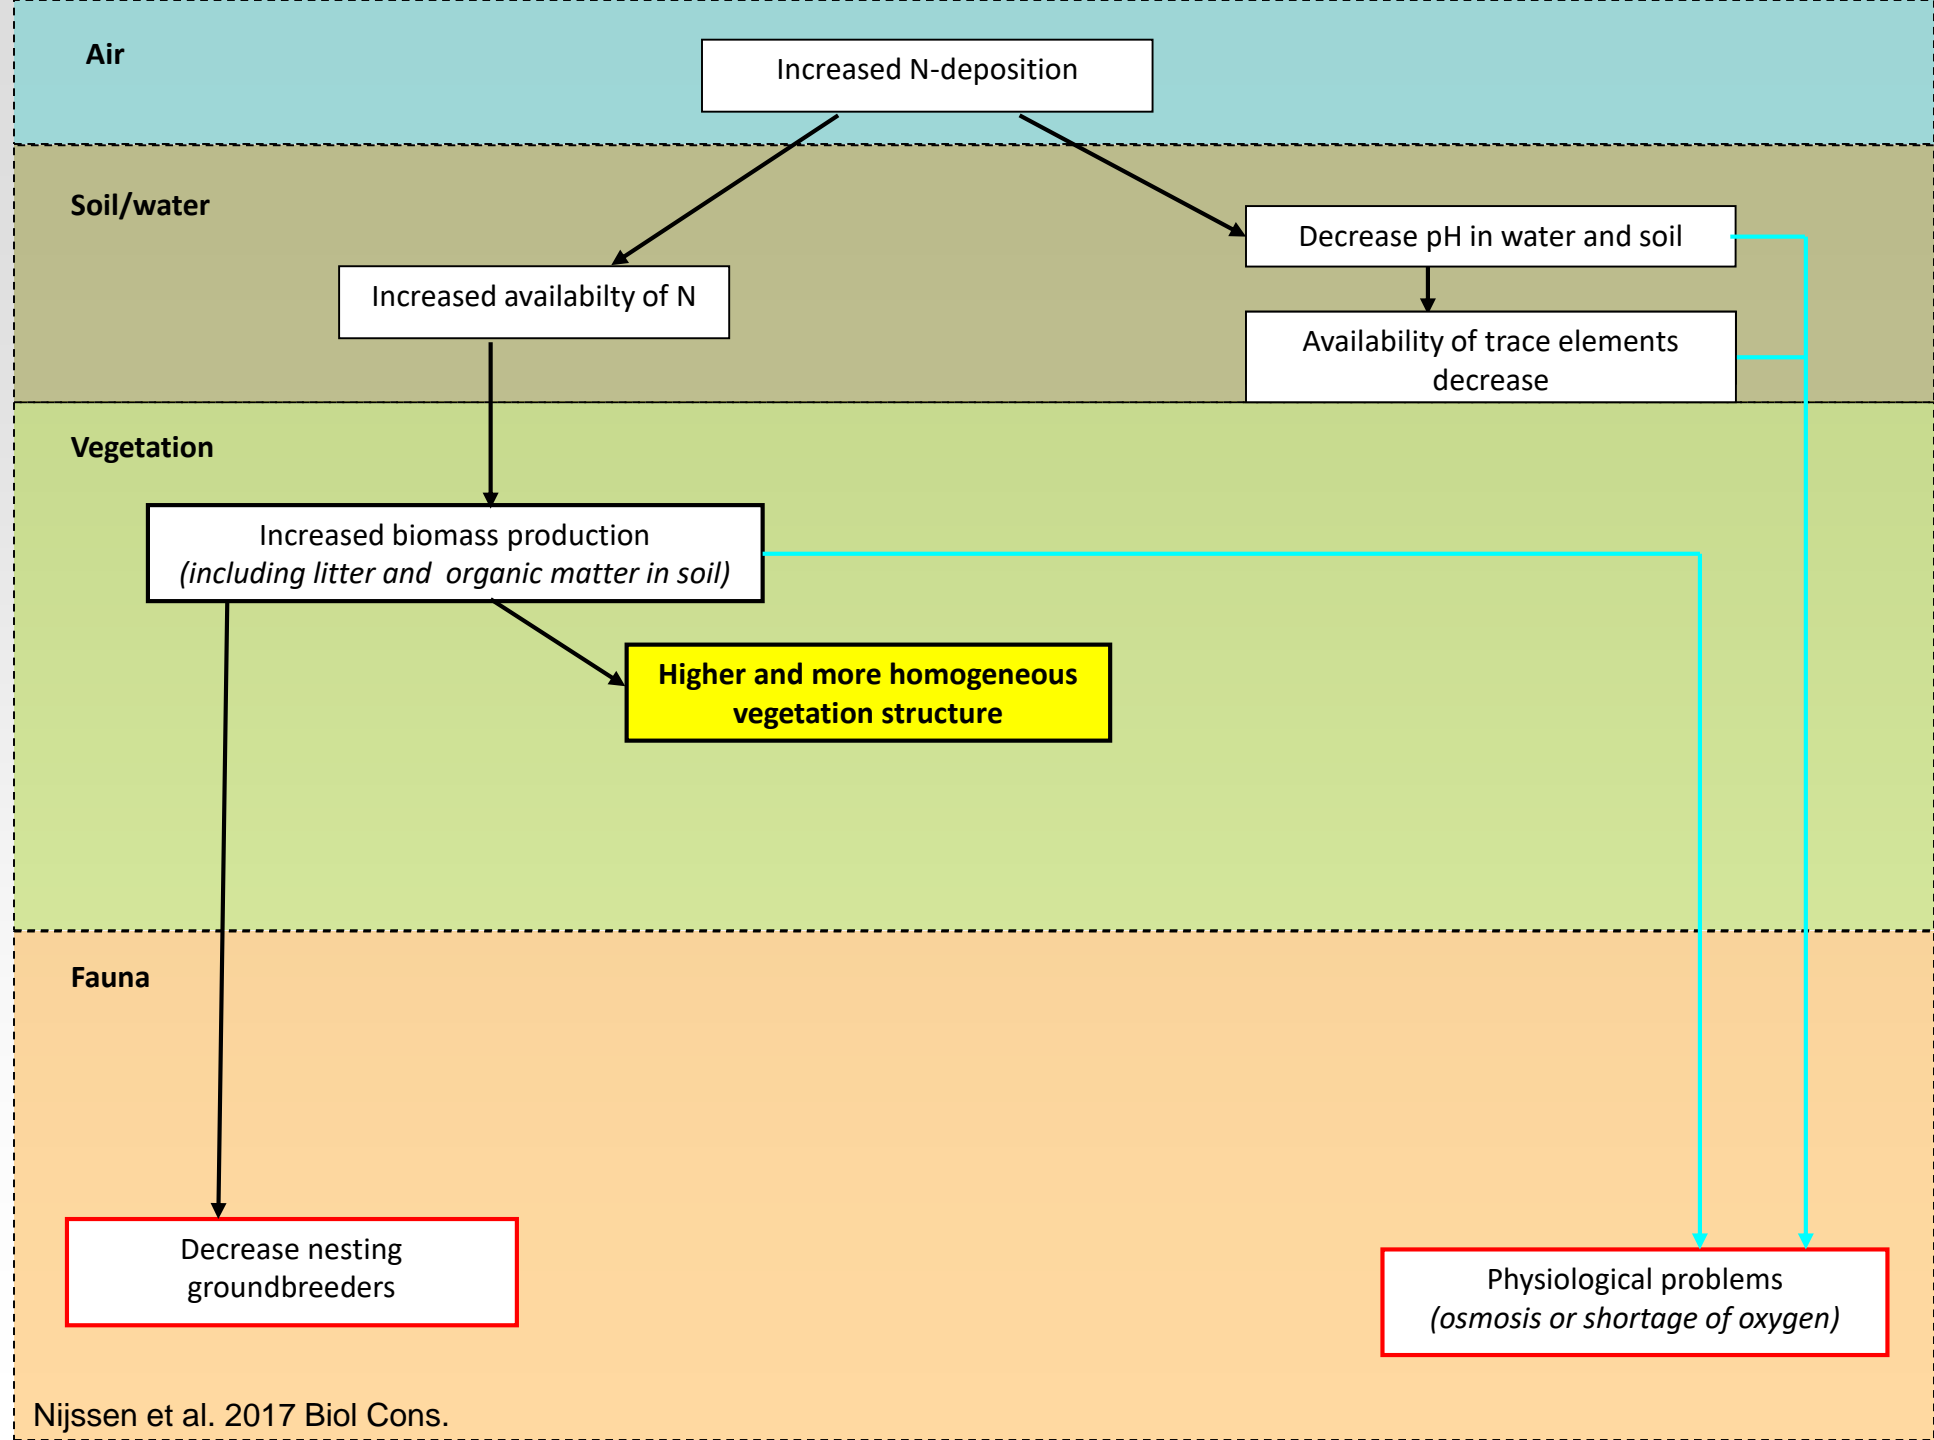 Air
Increased N-deposition
Soil/water
Decrease pH in water and soil
Increased availabilty of N
Availability of trace elements
decrease
Vegetation
Increased biomass production
(including litter and organic matter in soil)
Higher and more homogeneous
vegetation structure
Fauna
Decrease nesting
groundbreeders
Physiological problems
(osmosis or shortage of oxygen)
Nijssen et al. 2017 Biol Cons.